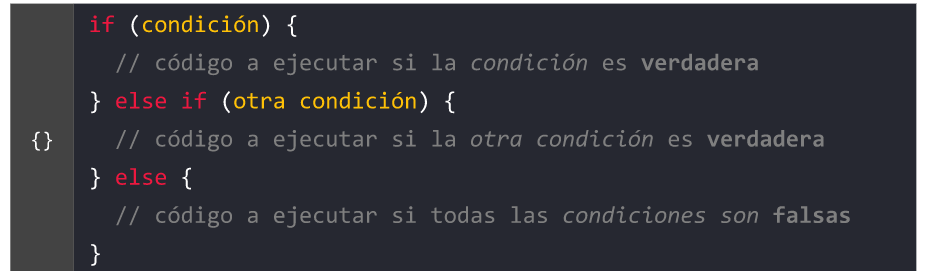 if (condición) {
// código a ejecutar si la condición es verdadera
} else if (otra condición) {
{}
// código a ejecutar si la otra condición es verdadera
} else {
// código a ejecutar si todas las condiciones son falsas
}